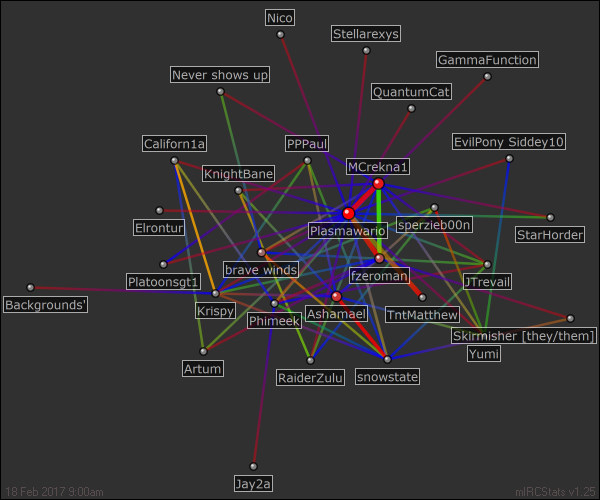 Nico
Stellarexys
GammaFunction
Never shows up
QuantumCat
Californ1a
PPPaul
EvilPony Siddey10
MCrekna1
KnightBane
Elrontur
Plasmawario
sperzieb00n
StarHorder
Platoonsgt1
brave winds
fzeroman
JTrevail
Backgrounds'
Krispy
Phimeek
Ashamael
TntMatthew
Skirmisher [they/them]
Yumi
Artum
RaiderZulu
snowstate
Jay2a
18 Feb 2017 9:00am
mIRCStats v1.25